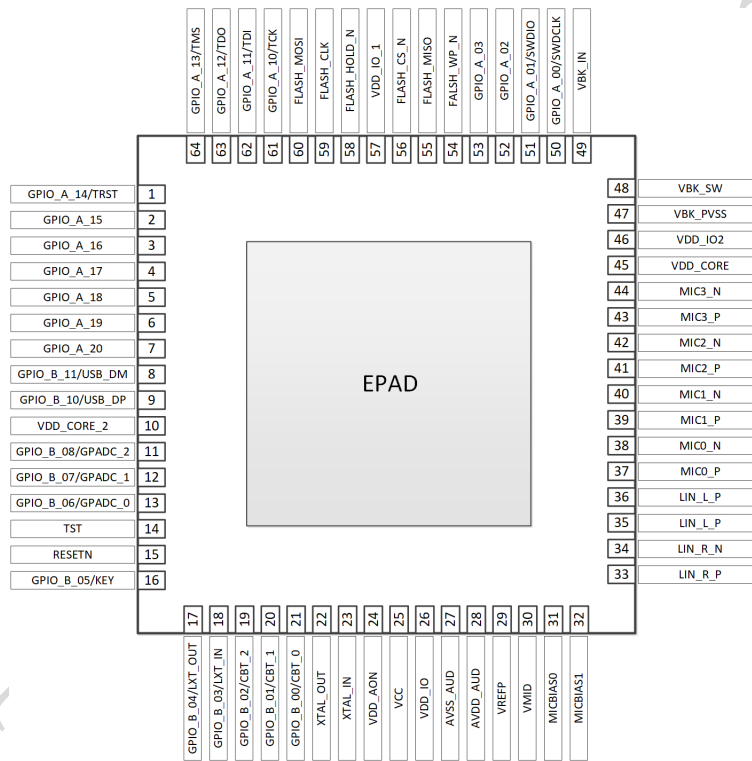 GPIO_A_13/TMS
GPIO_A_12/TDO
GPIO_A_11/TDI
GPIO_A_10/TCK
FLASH_MOSI
FLASH_CLK
FLASH_HOLD_N
VDD_IO_1
FLASH_CS_N
FLASH_MISO
FALSH_WP_N
GPIO_A_03
GPIO_A_02
GPIO_A_01/SWDIO
GPIO_A_00/SWDCLK
VBK_IN
64 63 62 61 60 59 58 57 56 55 54 53 52 51 50 49
GPIO_A_14/TRST 1
GPIO_A_15 2
GPIO_A_16 3
GPIO_A_17 4
GPIO_A_18 5
GPIO_A_19 6
GPIO_A_20 7
GPIO_B_11/USB_DM 8
GPIO_B_10/USB_DP 9
VDD_CORE_2 10
GPIO_B_08/GPADC_2 11
GPIO_B_07/GPADC_1 12
GPIO_B_06/GPADC_0 13
TST 14
RESETN 15
GPIO_B_05/KEY 16
EPAD
48 VBK_SW
47 VBK_PVSS
46 VDD_IO2
45 VDD_CORE
44 MIC3_N
43 MIC3_P
42 MIC2_N
41 MIC2_P
40 MIC1_N
39 MIC1_P
38 MIC0_N
37 MIC0_P
36 LIN_L_P
35 LIN_L_P
34 LIN_R_N
33 LIN_R_P
17 18 19 20 21 22 23 24 25 26 27 28 29 30 31 32
GPIO_B_04/LXT_OUT
GPIO_B_03/LXT_IN
GPIO_B_02/CBT_2
GPIO_B_01/CBT_1
GPIO_B_00/CBT_0
XTAL_OUT
XTAL_IN
VDD_AON
VCC
VDD_IO
AVSS_AUD
AVDD_AUD
VREFP
VMID
MICBIAS0
MICBIAS1